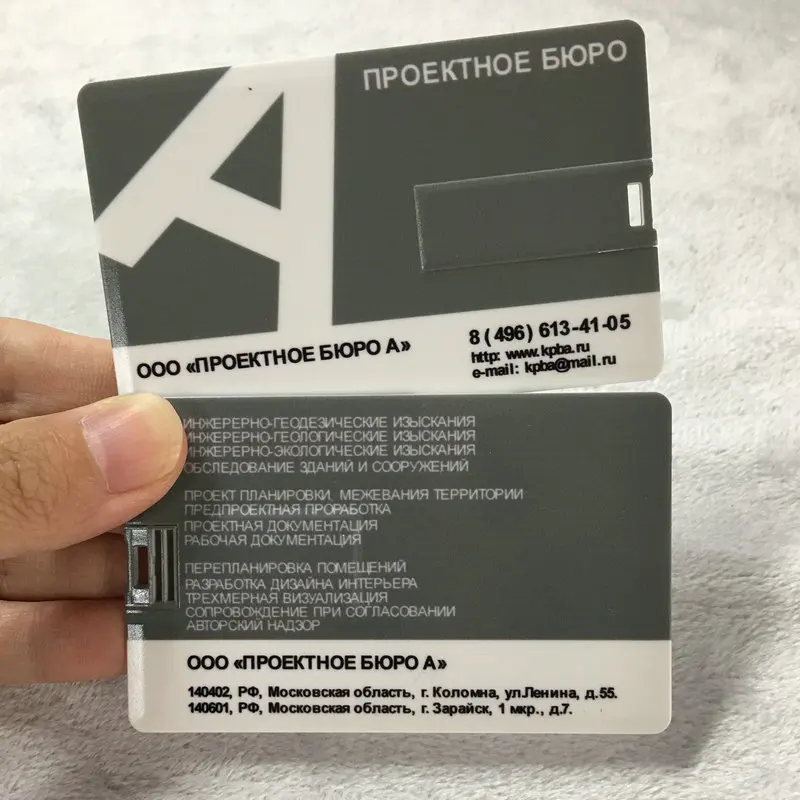 ПРОЕКТНОЕ БЮРО
ООО «ПРОЕКТНОЕ БЮРО А»
8 (496) 613-41-05
http: www.kpba.ru
e-mail: kpba@mail.ru
ИНЖЕРЕРНО-ГЕОДЕЗИЧЕСКИЕ ИЗЫСКАНИЯ
ИНЖЕРЕРНО-ГЕОЛОГИЧЕСКИЕ ИЗЫСКАНИЯ
ИНЖЕРЕРНО-ЭКОЛОГИЧЕСКИЕ ИЗЫСКАНИЯ
ОБСЛЕДОВАНИЕ ЗДАНИЙ И СООРУЖЕНИЙ
ПРОЕКТ ПЛАНИРОВКИ, МЕЖЕВАНИЯ ТЕРРИТОРИИ
ПРЕДПРОЕКТНАЯ ПРОРАБОТКА
ПРОЕКТНАЯ ДОКУМЕНТАЦИЯ
РАБОЧАЯ ДОКУМЕНТАЦИЯ
ПЕРЕПЛАНИРОВКА ПОМЕЩЕНИЙ
РАЗРАБОТКА ДИЗАЙНА ИНТЕРЬЕРА
ТРЕХМЕРНАЯ ВИЗУАЛИЗАЦИЯ
СОПРОВОЖДЕНИЕ ПРИ СОГЛАСОВАНИИ
АВТОРСКИЙ НАДЗОР
ООО «ПРОЕКТНОЕ БЮРО А»
140402, РФ, Московская область, г. Коломна, ул.Ленина, д.55.
140601, РФ, Московская область, г. Зарайск, 1 мкр., д.7.